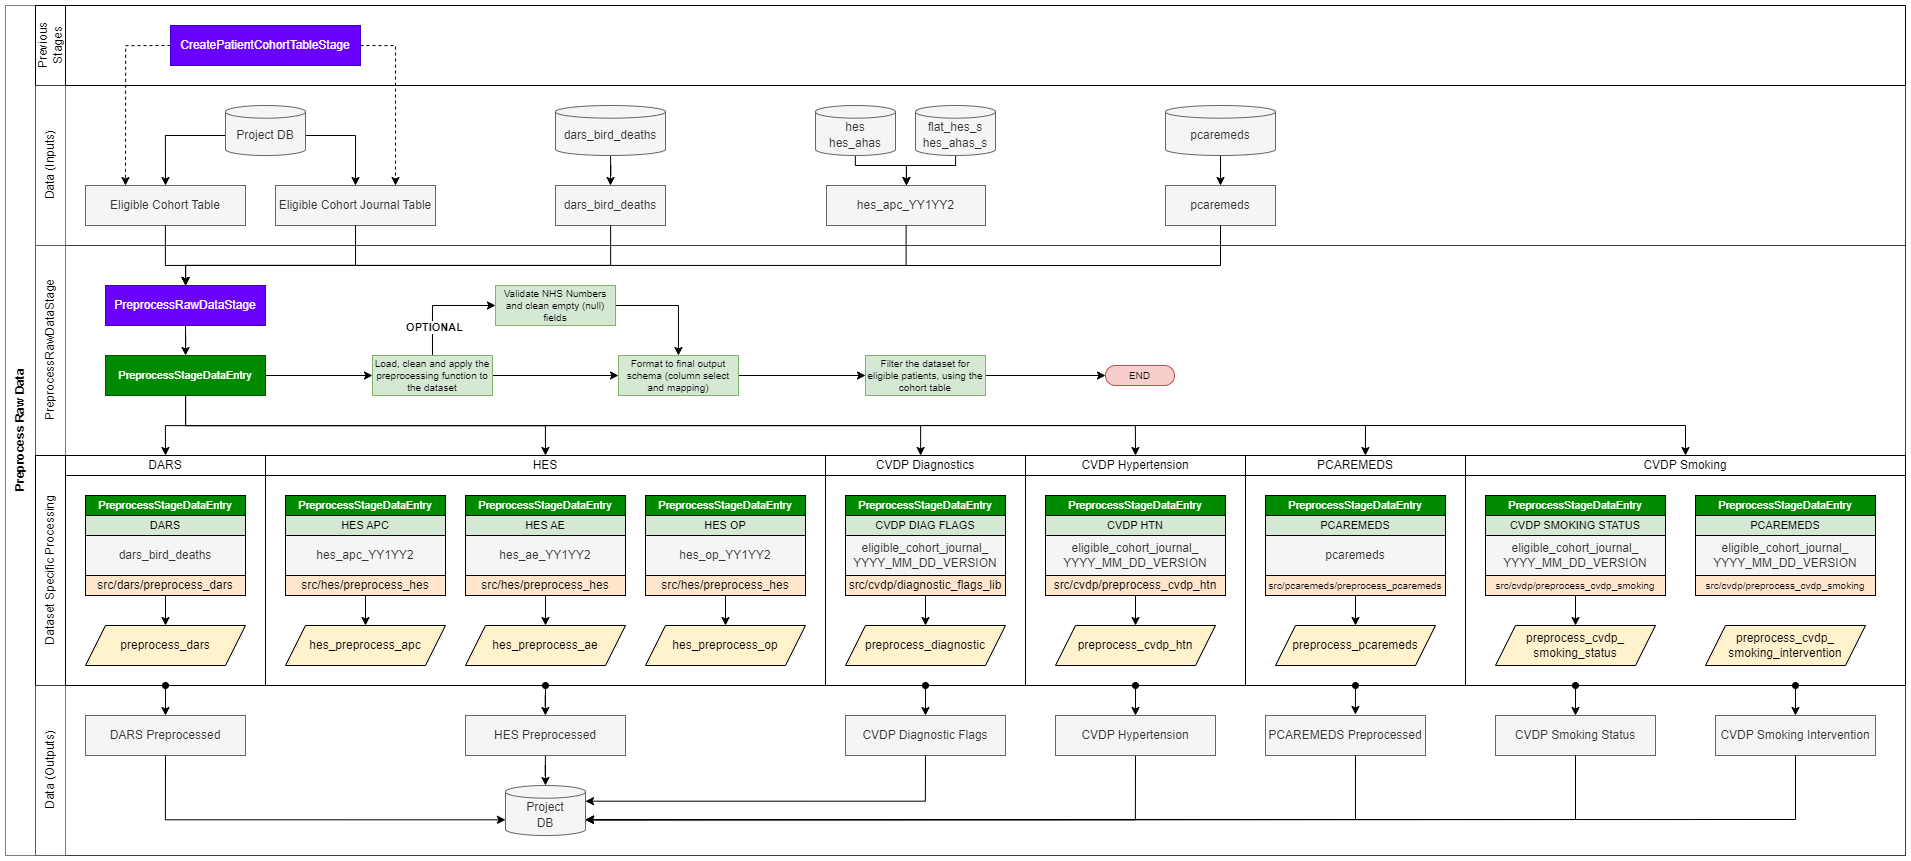 Preprocess Raw Data
Previous
Stages
CreatePatientCohortTableStage
Data (Inputs)
Project DB
dars_bird_deaths
hes
hes_ahas
flat_hes_s
hes_ahas_s
pcaremeds
Eligible Cohort Table
Eligible Cohort Journal Table
dars_bird_deaths
hes_apc_YY1YY2
pcaremeds
PreprocessRawDataStage
PreprocessRawDataStage
Validate NHS Numbers
and clean empty (null)
fields
OPTIONAL
PreprocessStageDataEntry
Load, clean and apply the
preprocessing function to
the dataset
Format to final output
schema (column select
and mapping)
Filter the dataset for
eligible patients, using the
cohort table
END
Dataset Specific Processing
DARS
HES
CVDP Diagnostics
CVDP Hypertension
PCAREMEDS
CVDP Smoking
PreprocessStageDataEntry
DARS
dars_bird_deaths
src/dars/preprocess_dars
preprocess_dars
PreprocessStageDataEntry
HES APC
hes_apc_YY1YY2
src/hes/preprocess_hes
hes_preprocess_apc
PreprocessStageDataEntry
HES AE
hes_ae_YY1YY2
src/hes/preprocess_hes
hes_preprocess_ae
PreprocessStageDataEntry
HES OP
hes_op_YY1YY2
src/hes/preprocess_hes
hes_preprocess_op
PreprocessStageDataEntry
CVDP DIAG FLAGS
eligible_cohort_journal_
YYYY_MM_DD_VERSION
src/cvdp/diagnostic_flags_lib
preprocess_diagnostic
PreprocessStageDataEntry
CVDP HTN
eligible_cohort_journal_
YYYY_MM_DD_VERSION
src/cvdp/preprocess_cvdp_htn
preprocess_cvdp_htn
PreprocessStageDataEntry
PCAREMEDS
pcaremeds
src/pcaremeds/preprocess_pcaremeds
preprocess_pcaremeds
PreprocessStageDataEntry
CVDP SMOKING STATUS
eligible_cohort_journal_
YYYY_MM_DD_VERSION
src/cvdp/preprocess_cvdp_smoking
preprocess_cvdp_
smoking_status
PreprocessStageDataEntry
PCAREMEDS
eligible_cohort_journal_
YYYY_MM_DD_VERSION
src/cvdp/preprocess_cvdp_smoking
preprocess_cvdp_
smoking_intervention
Data (Outputs)
DARS Preprocessed
HES Preprocessed
CVDP Diagnostic Flags
CVDP Hypertension
PCAREMEDS Preprocessed
CVDP Smoking Status
CVDP Smoking Intervention
Project
DB